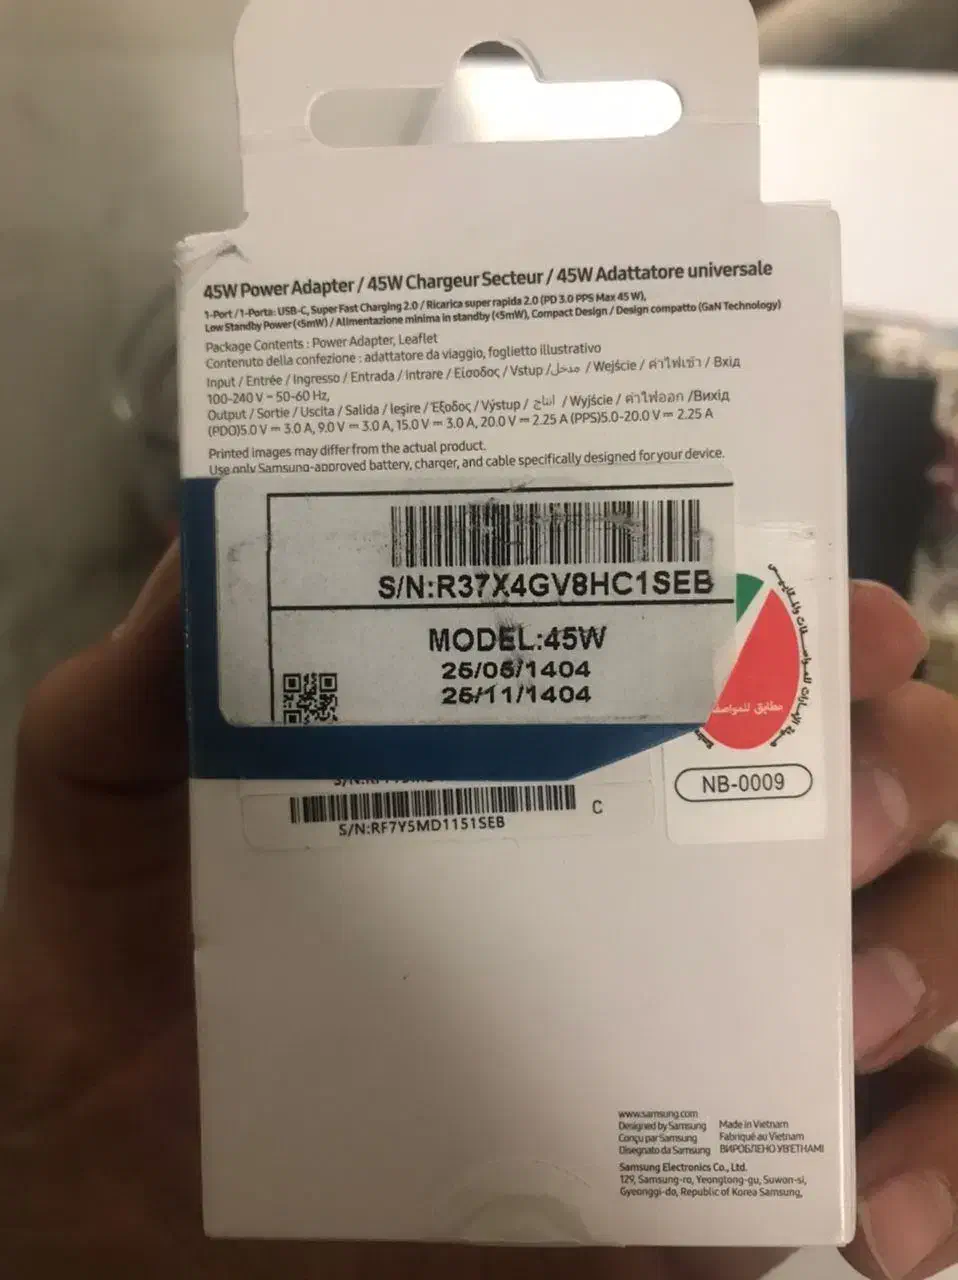 45W Power Adapter / 45W Chargeur Secteur / 45W Adattatore universale
1-Port / 1-Porta: USB-C, Super Fast Charging 2.0 / Ricarica super rapida 2.0 (PD 3.0 PPS Max 45 W),
Low Standby Power (<5mW) / Alimentazione minima in standby (<5mW), Compact Design / Design compatto (GaN Technology)
Package Contents : Power Adapter, Leaflet
Contenuto della confezione : adattatore da viaggio, foglietto illustrativo
Input / Entrée / Ingresso / Entrada / Intrare / Είσοδος / Vstup / مدخل / Wejście / ค่าไฟเข้า / Вхід
100-240 V ~ 50-60 Hz,
Output / Sortie / Uscita / Salida / Ieşire / Έξοδος / Výstup / إنتاج / Wyjście / ค่าไฟออก / Вихід
(PDO)5.0 V ⎓ 3.0 A, 9.0 V ⎓ 3.0 A, 15.0 V ⎓ 3.0 A, 20.0 V ⎓ 2.25 A (PPS)5.0-20.0 V ⎓ 2.25 A
Printed images may differ from the actual product.
Use only Samsung-approved battery, charger, and cable specifically designed for your device.
S/N:R37X4GV8HC1SEB
MODEL:45W
25/05/1404
25/11/1404
مطابق للمواصفات
NB-0009
C
S/N:RF7Y5MD1151SEB
www.samsung.com
Designed by Samsung Made in Vietnam
Conçu par Samsung Fabriqué au Vietnam
Disegnato da Samsung ВИРОБЛЕНО УВ'ЄТНАМІ
Samsung Electronics Co., Ltd.
129, Samsung-ro, Yeongtong-gu, Suwon-si,
Gyeonggi-do, Republic of Korea Samsung,